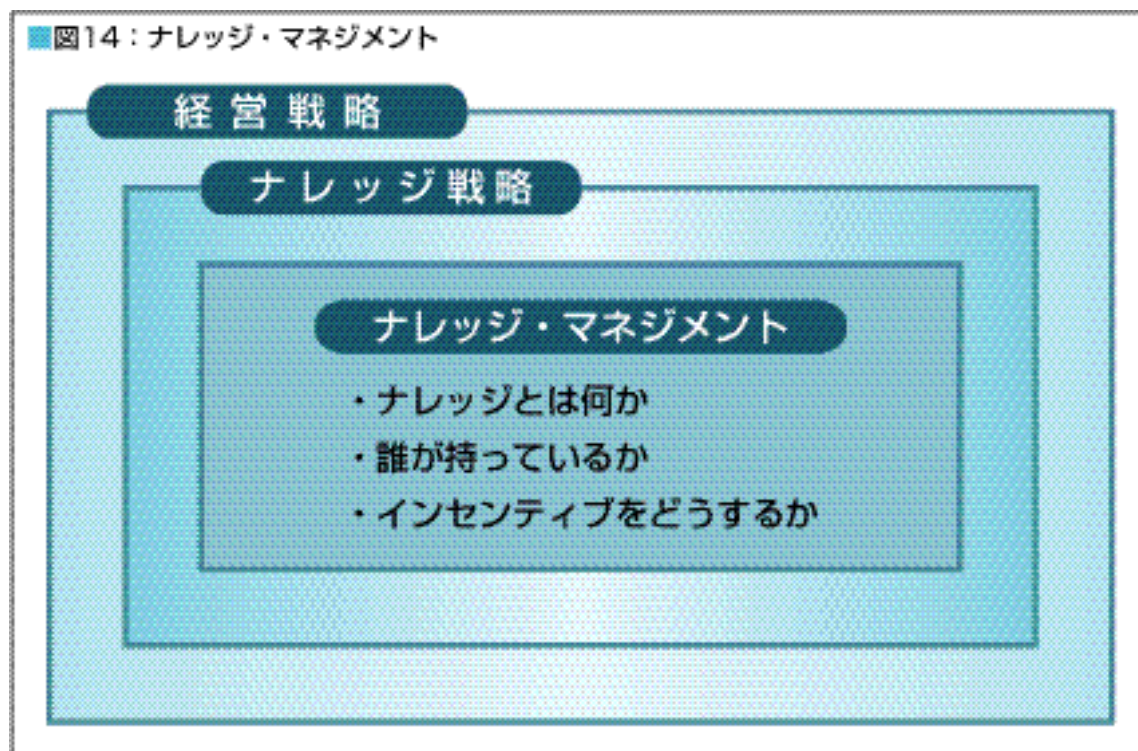 図14：ナレッジ・マネジメント
経営戦略
ナレッジ戦略
ナレッジ・マネジメント
・ナレッジとは何か
・誰が持っているか
・インセンティブをどうするか